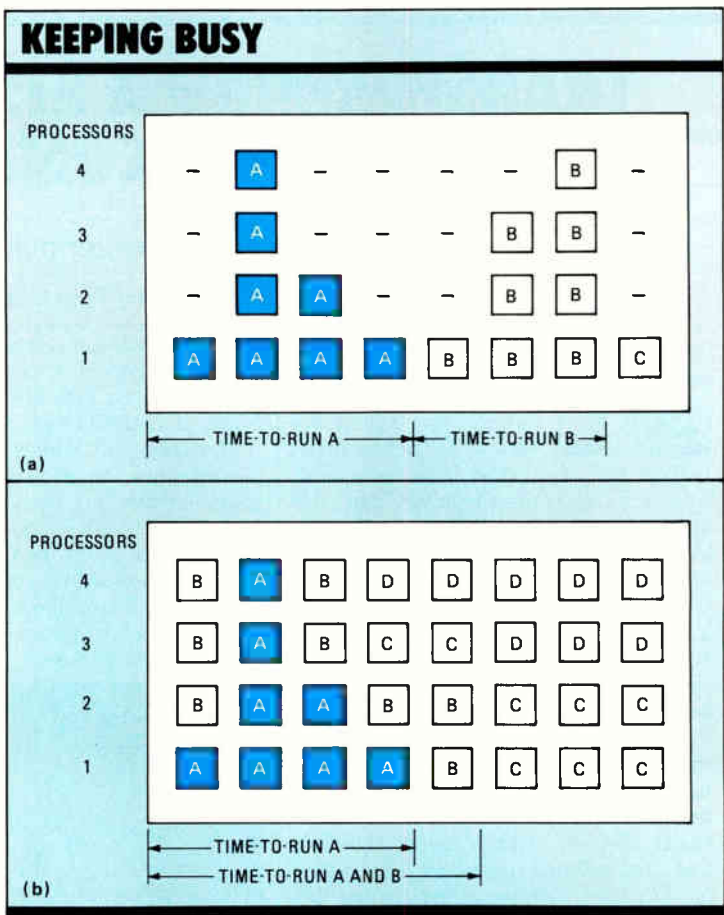 KEEPING BUSY
PROCESSORS
4 – A – – – – B –
3 – A – – – B B –
2 – A A – – B B –
1 A A A A B B B C
TIME-TO-RUN A TIME-TO-RUN B
(a)
PROCESSORS
4 B A B D D D D D
3 B A B C C D D D
2 B A A B B C C C
1 A A A A B C C C
TIME-TO-RUN A
TIME-TO-RUN A AND B
(b)